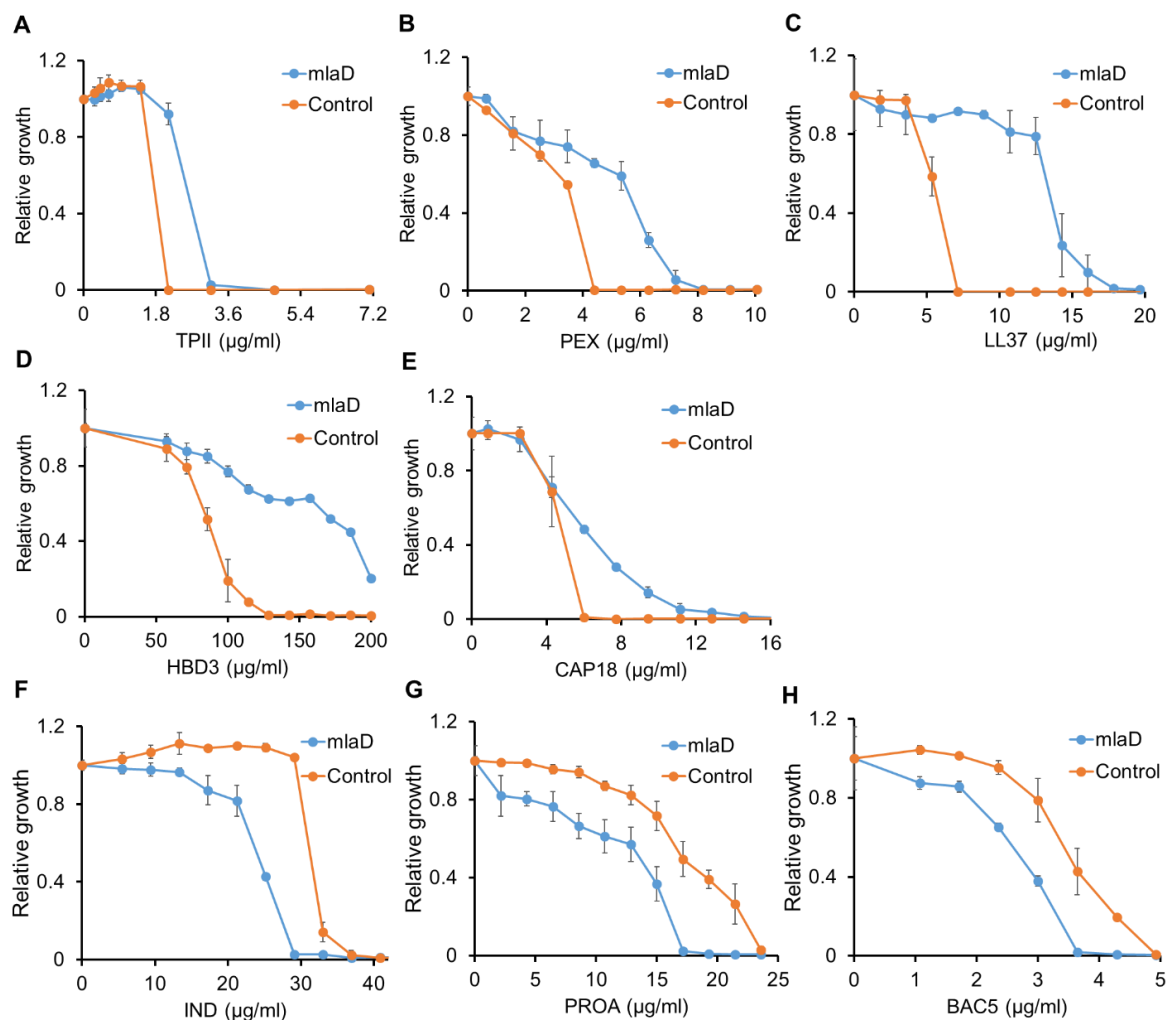 A
1.2
0.8
0.4
0
Relative growth
mlaD
Control
0 1.8 3.6 5.4 7.2
TPII (µg/ml)
B
1.2
0.8
0.4
0
Relative growth
mlaD
Control
0 2 4 6 8 10
PEX (µg/ml)
C
1.2
0.8
0.4
0
Relative growth
mlaD
Control
0 5 10 15 20
LL37 (µg/ml)
D
1.2
0.8
0.4
0
Relative growth
mlaD
Control
0 50 100 150 200
HBD3 (µg/ml)
E
1.2
0.8
0.4
0
Relative growth
mlaD
Control
0 4 8 12 16
CAP18 (µg/ml)
F
1.2
0.8
0.4
0
Relative growth
mlaD
Control
0 10 20 30 40
IND (µg/ml)
G
1.2
0.8
0.4
0
Relative growth
mlaD
Control
0 5 10 15 20 25
PROA (µg/ml)
H
1.2
0.8
0.4
0
Relative growth
mlaD
Control
0 1 2 3 4 5
BAC5 (µg/ml)